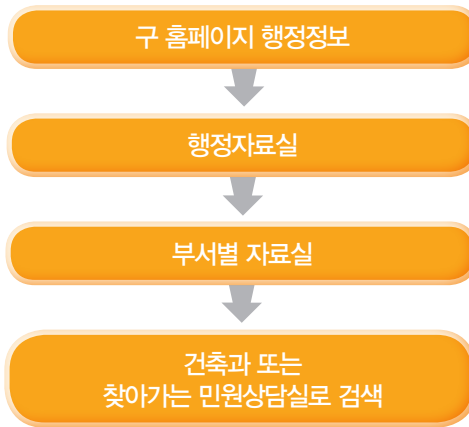 구 홈페이지 행정정보
행정자료실
부서별 자료실
건축과 또는
찾아가는 민원상담실로 검색